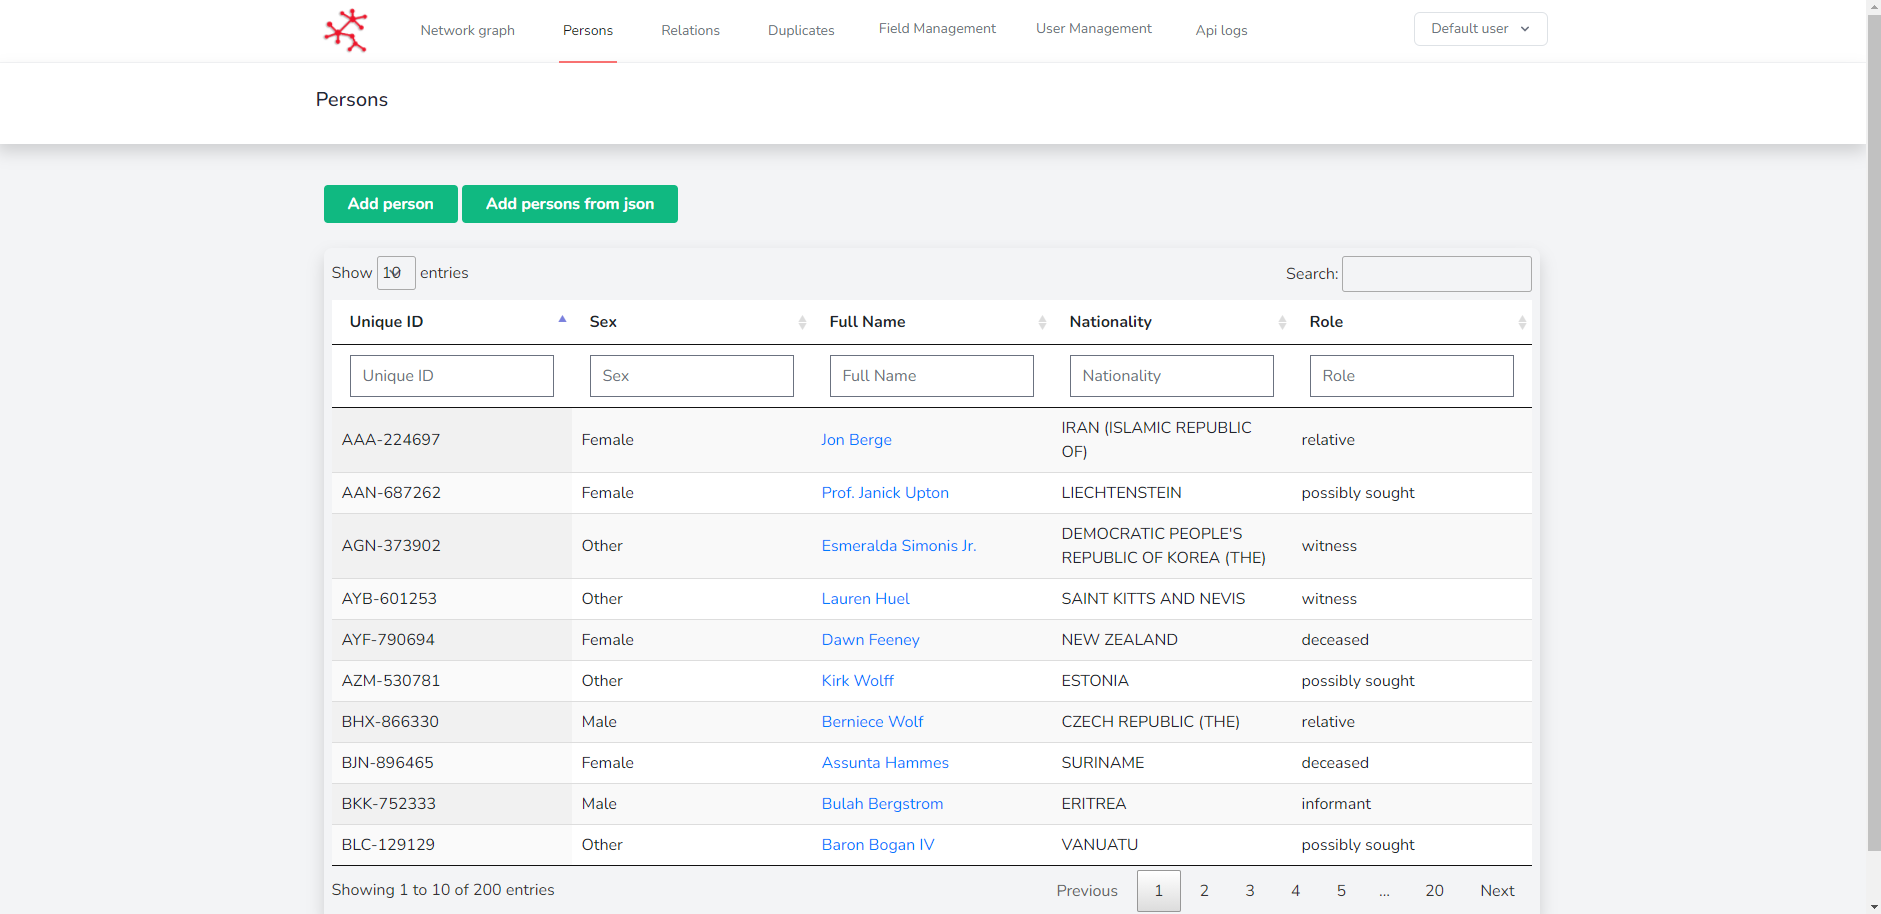 Network graph Persons Relations Duplicates Field Management User Management Api logs Default user
Persons
Add person Add persons from json
Show 10 entries Search:
Unique ID Sex Full Name Nationality Role
Unique ID Sex Full Name Nationality Role
AAA-224697 Female Jon Berge IRAN (ISLAMIC REPUBLIC relative
OF)
AAN-687262 Female Prof. Janick Upton LIECHTENSTEIN possibly sought
AGN-373902 Other Esmeralda Simonis Jr. DEMOCRATIC PEOPLE'S witness
REPUBLIC OF KOREA (THE)
AYB-601253 Other Lauren Huel SAINT KITTS AND NEVIS witness
AYF-790694 Female Dawn Feeney NEW ZEALAND deceased
AZM-530781 Other Kirk Wolff ESTONIA possibly sought
BHX-866330 Male Berniece Wolf CZECH REPUBLIC (THE) relative
BJN-896465 Female Assunta Hammes SURINAME deceased
BKK-752333 Male Bulah Bergstrom ERITREA informant
BLC-129129 Other Baron Bogan IV VANUATU possibly sought
Showing 1 to 10 of 200 entries Previous 1 2 3 4 5 … 20 Next